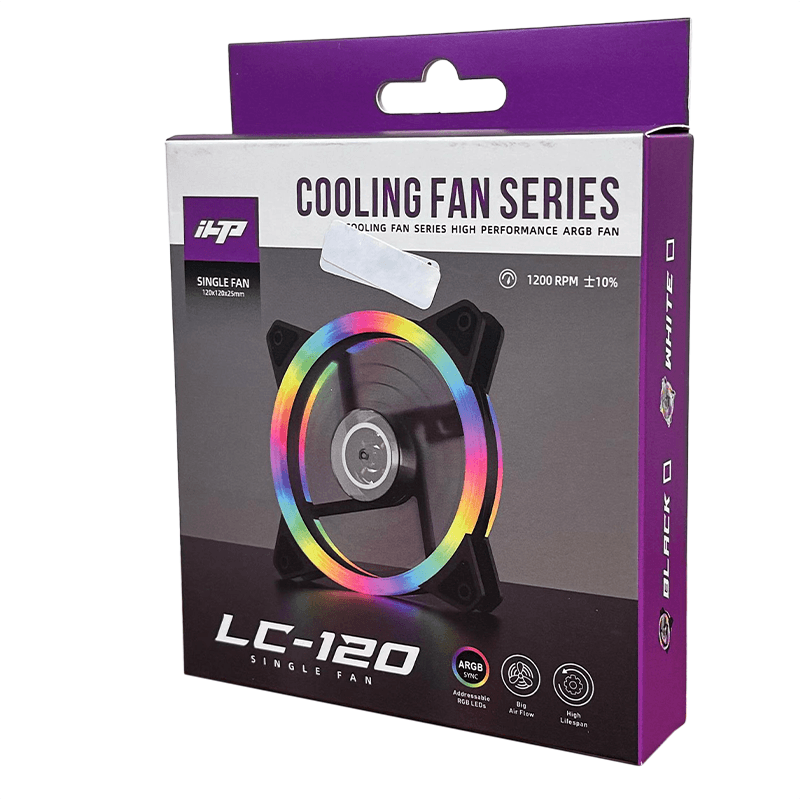 COOLING FAN SERIES
COOLING FAN SERIES HIGH PERFORMANCE ARGB FAN
SINGLE FAN
120x120x25mm
1200 RPM ±10%
WHITE
BLACK
LC-120
SINGLE FAN
ARGB
SYNC
Addressable
RGB LEDs
Big
Air Flow
High
Lifespan